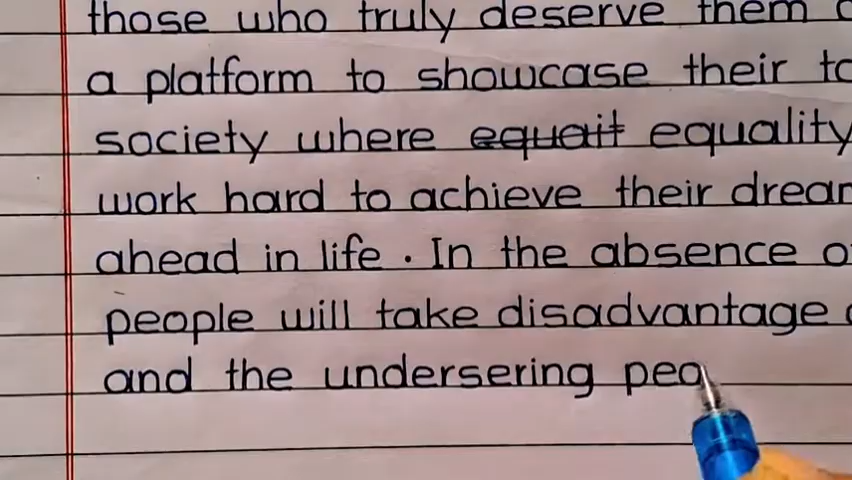 those who truly deserve them
a platform to showcase their
society where equait equality
work hard to achieve their
ahead in life. In the absence
people will take disadvantage
and the undersering peo